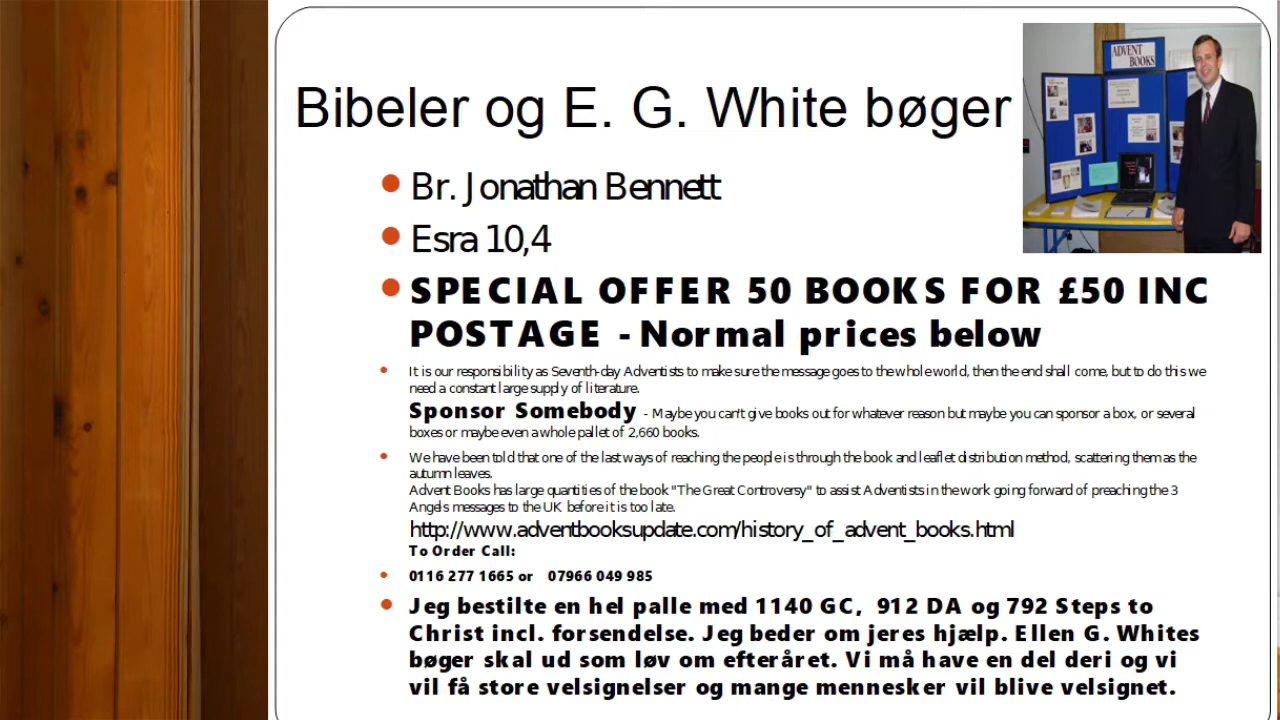 Bibeler og E. G. White bøger
ADVENT
BOOKS
Br. Jonathan Bennett
Esra 10,4
SPECIAL OFFER 50 BOOKS FOR £50 INC
POSTAGE - Normal prices below
It is our responsibility as Seventh-day Adventists to make sure the message goes to the whole world, then the end shall come, but to do this we
need a constant large supply of literature.
Sponsor Somebody - Maybe you can't give books out for whatever reason but maybe you can sponsor a box, or several
boxes or maybe even a whole pallet of 2,660 books.
We have been told that one of the last ways of reaching the people is through the book and leaflet distribution method, scattering them as the
autumn leaves.
Advent Books has large quantities of the book "The Great Controversy" to assist Adventists in the work going forward of preaching the 3
Angels messages to the UK before it is too late.
http://www.adventbooksupdate.com/history_of_advent_books.html
To Order Call:
0116 277 1665 or 07966 049 985
Jeg bestilte en hel palle med 1140 GC, 912 DA og 792 Steps to
Christ incl. forsendelse. Jeg beder om jeres hjælp. Ellen G. Whites
bøger skal ud som løv om efteråret. Vi må have en del deri og vi
vil få store velsignelser og mange mennesker vil blive velsignet.